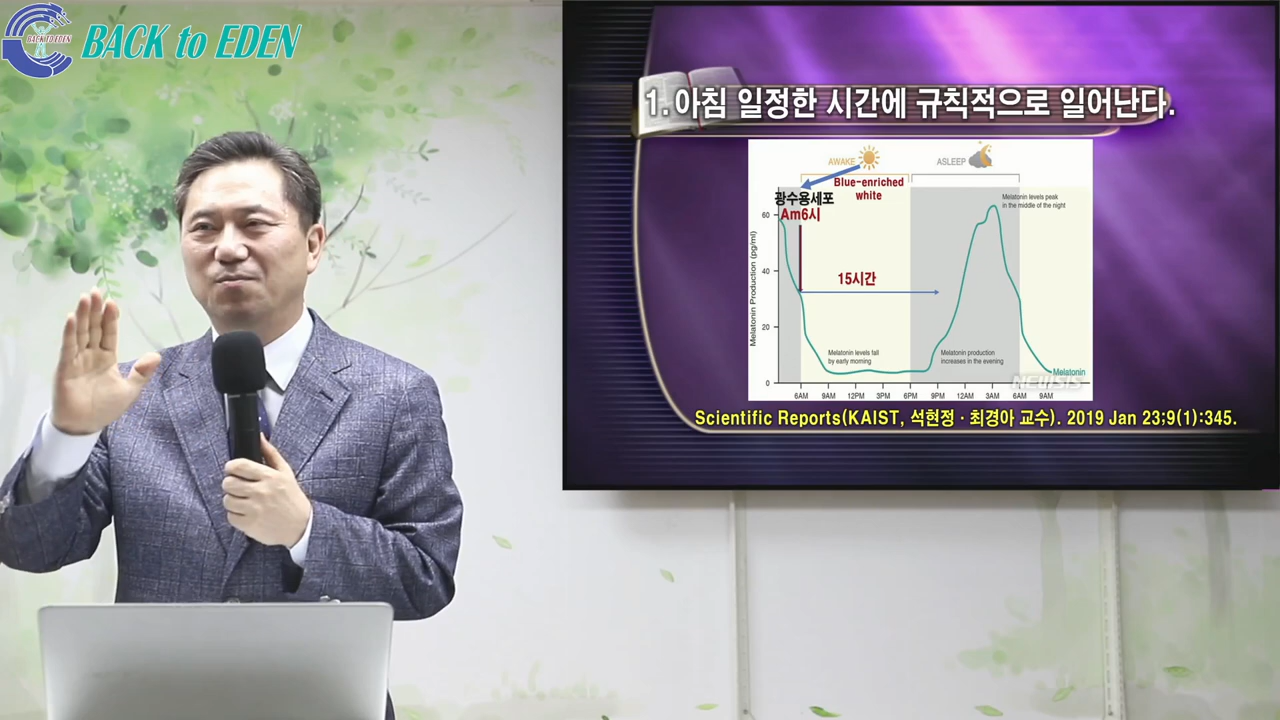 BACK to EDEN
BACK TO EDEN
1. 아침 일정한 시간에 규칙적으로 일어난다.
AWAKE
ASLEEP
Blue-enriched
white
광수용세포
Am6시
Melatonin levels peak
in the middle of the night
60
40
20
0
Melatonin Production (pg/ml)
15시간
Melatonin levels fall
by early morning
Melatonin production
increases in the evening
NEWSIS
Melatonin
6AM 9AM 12PM 3PM 6PM 9PM 12AM 3AM 6AM 9AM
Scientific Reports(KAIST, 석현정 · 최경아 교수). 2019 Jan 23;9(1):345.